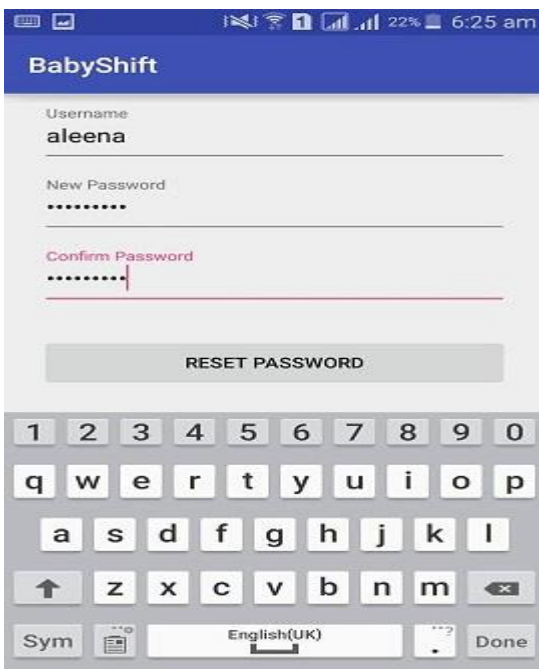 1 22% 6:25 am
BabyShift
Username
aleena
New Password
•••••••••
Confirm Password
•••••••••
RESET PASSWORD
1 2 3 4 5 6 7 8 9 0
q w e r t y u i o p
a s d f g h j k l
z x c v b n m
Sym English(UK) . Done